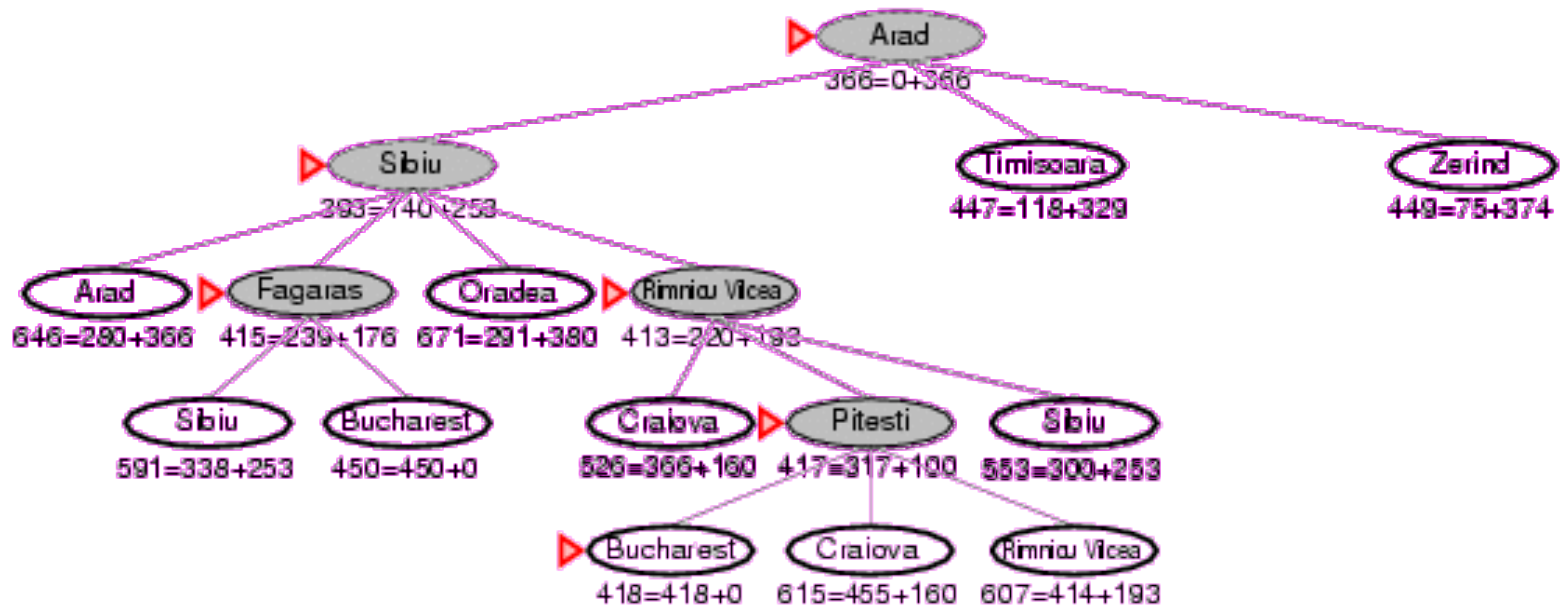 Arad
366=0+366
Sibiu Timisoara Zerind
393=140+253 447=118+329 449=75+374
Arad Fagaras Oradea Rimnicu Vilcea
646=280+366 415=239+176 671=291+380 413=220+193
Sibiu Bucharest Craiova Pitesti Sibiu
591=338+253 450=450+0 526=366+160 417=317+100 553=300+253
Bucharest Craiova Rimnicu Vilcea
418=418+0 615=455+160 607=414+193